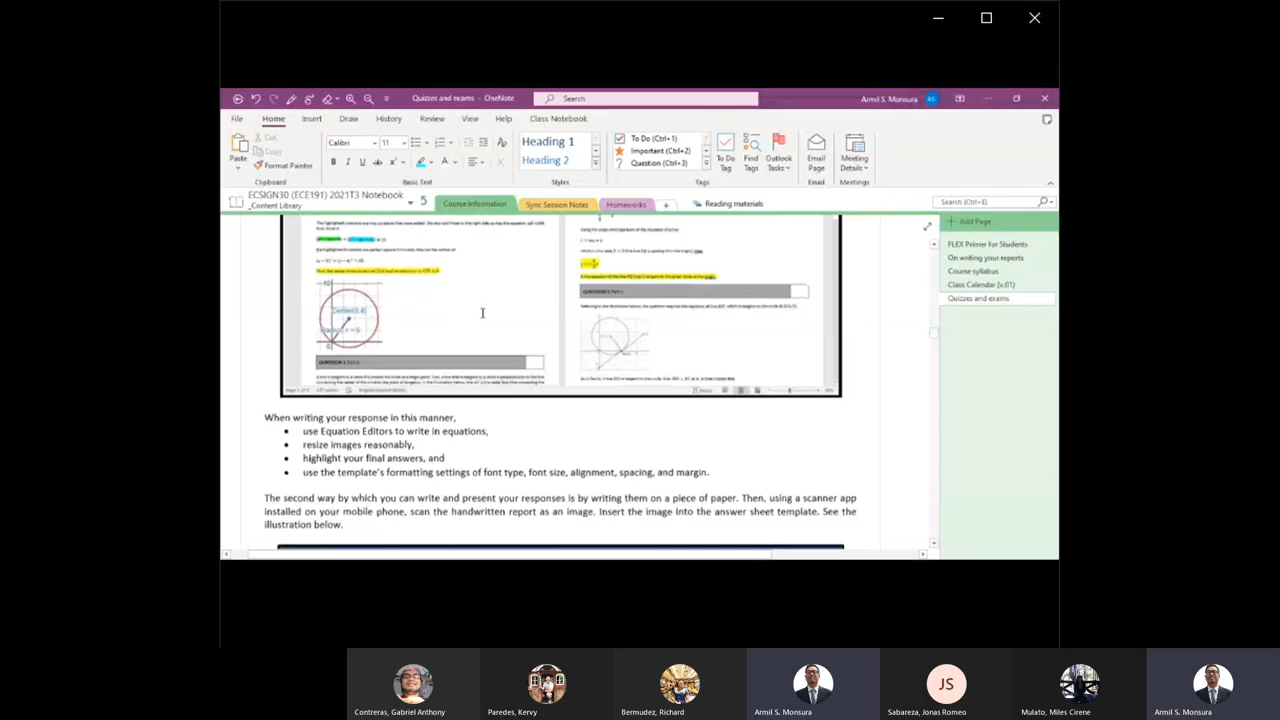 Quizzes and exams - OneNote
Search
Armil S. Monsura
AS
File Home Insert Draw History Review View Help Class Notebook
Paste
Cut
Copy
Format Painter
Clipboard
Calibri 11
Basic Text
Heading 1
Heading 2
Styles
To Do (Ctrl+1)
Important (Ctrl+2)
Question (Ctrl+3)
To Do Tag
Find Tags
Outlook Tasks
Tags
Email Page
Email
Meeting Details
Meetings
ECSIGN30 (ECE191) 2021T3 Notebook
_Content Library
Course Information
Sync Session Notes
Homeworks
+
Reading materials
Search (Ctrl+E)
Add Page
FLEX Primer for Students
On writing your reports
Course syllabus
Class Calendar (v.01)
Quizzes and exams
When writing your response in this manner,
• use Equation Editors to write in equations,
• resize images reasonably,
• highlight your final answers, and
• use the template's formatting settings of font type, font size, alignment, spacing, and margin.
The second way by which you can write and present your responses is by writing them on a piece of paper. Then, using a scanner app
installed on your mobile phone, scan the handwritten report as an image. Insert the image into the answer sheet template. See the
illustration below.
JS
Contreras, Gabriel Anthony
Paredes, Kervy
Bermudez, Richard
Armil S. Monsura
Sabareza, Jonas Romeo
Mulato, Miles Cirene
Armil S. Monsura